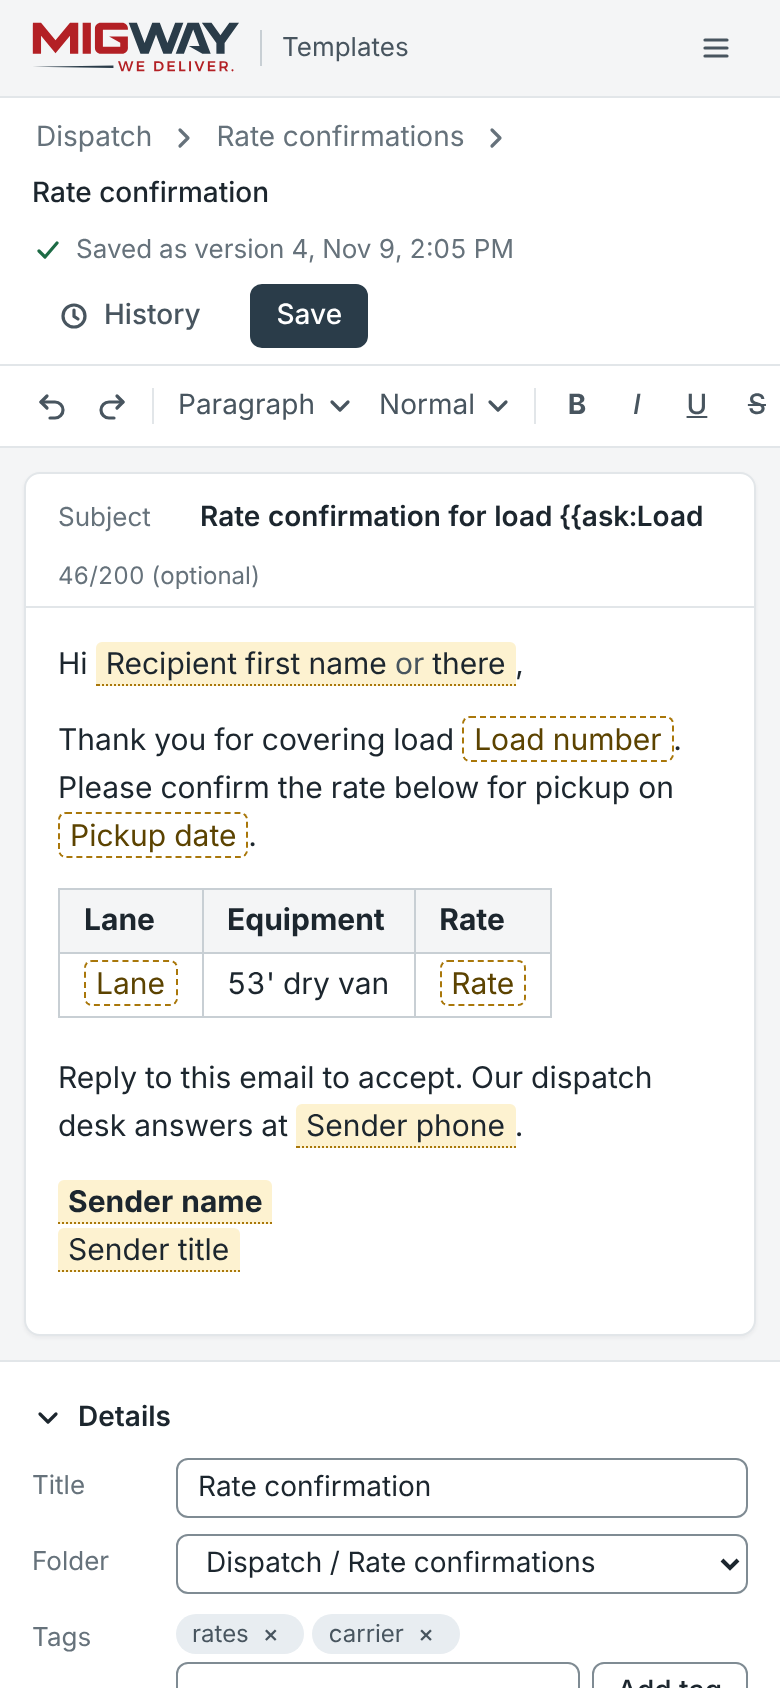 MIGWAY
WE DELIVER.
Templates
Dispatch > Rate confirmations >
Rate confirmation
Saved as version 4, Nov 9, 2:05 PM
History Save
Paragraph Normal B I U S
Subject Rate confirmation for load {{ask:Load
46/200 (optional)
Hi Recipient first name or there ,
Thank you for covering load Load number .
Please confirm the rate below for pickup on
Pickup date .
Lane Equipment Rate
Lane 53' dry van Rate
Reply to this email to accept. Our dispatch
desk answers at Sender phone .
Sender name
Sender title
Details
Title Rate confirmation
Folder Dispatch / Rate confirmations
Tags rates × carrier ×
Add tag